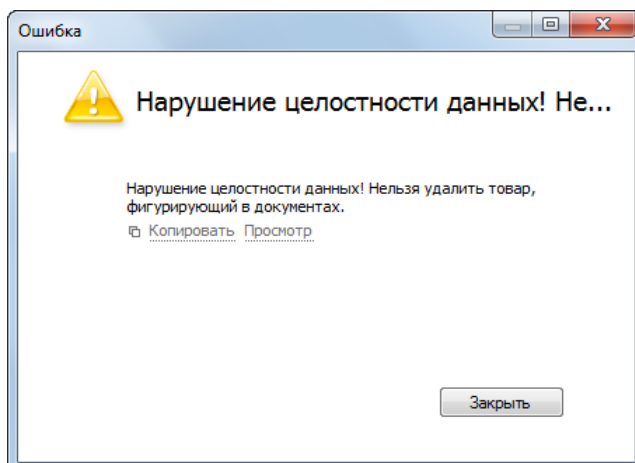 Ошибка
Нарушение целостности данных! Не...
Нарушение целостности данных! Нельзя удалить товар,
фигурирующий в документах.
Копировать Просмотр
Закрыть